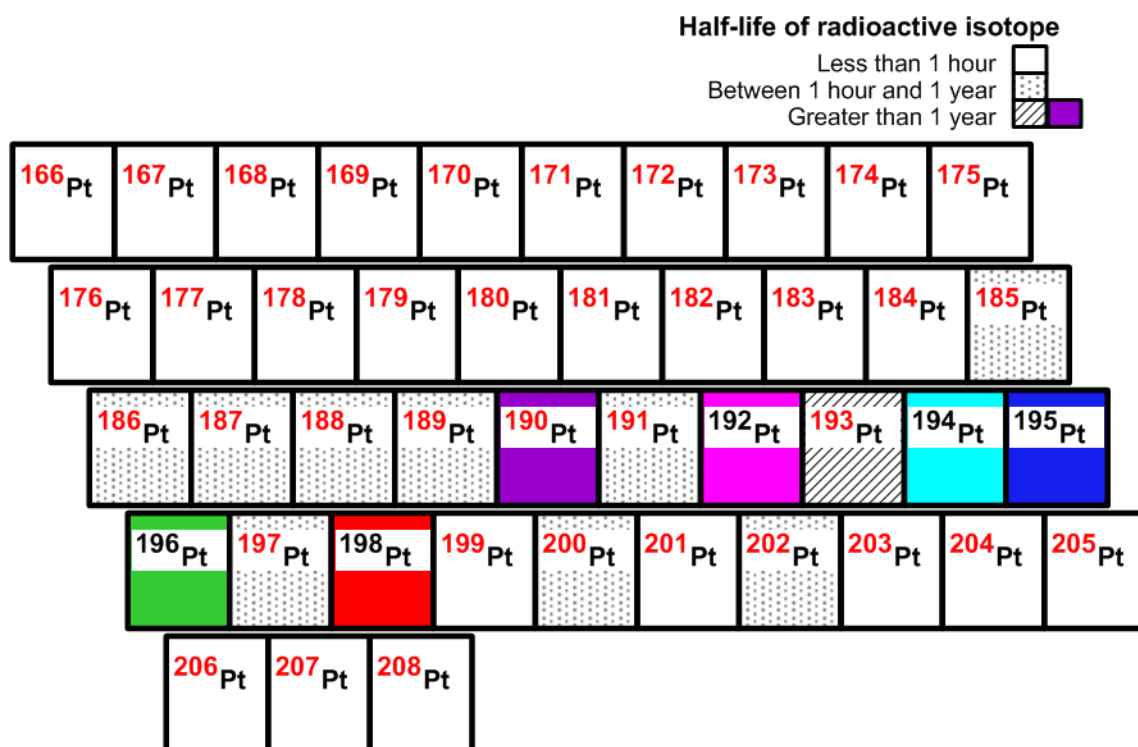 Half-life of radioactive isotope
Less than 1 hour
Between 1 hour and 1 year
Greater than 1 year
166Pt 167Pt 168Pt 169Pt 170Pt 171Pt 172Pt 173Pt 174Pt 175Pt
176Pt 177Pt 178Pt 179Pt 180Pt 181Pt 182Pt 183Pt 184Pt 185Pt
186Pt 187Pt 188Pt 189Pt 190Pt 191Pt 192Pt 193Pt 194Pt 195Pt
196Pt 197Pt 198Pt 199Pt 200Pt 201Pt 202Pt 203Pt 204Pt 205Pt
206Pt 207Pt 208Pt